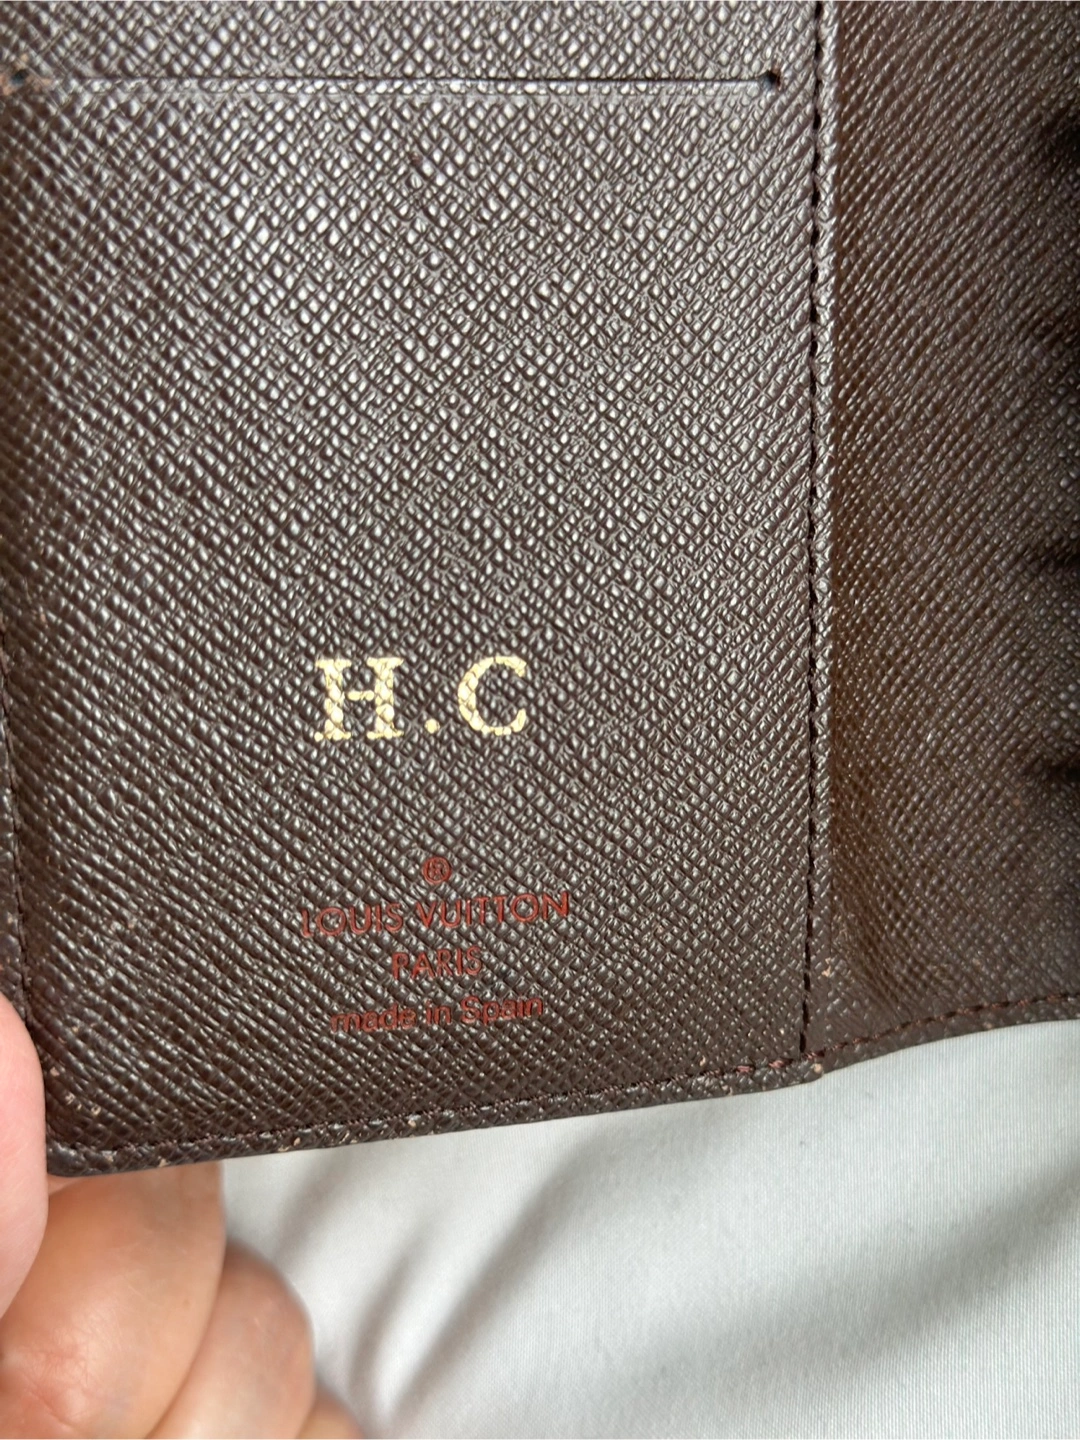 H.C
®
LOUIS VUITTON
PARIS
made in Spain